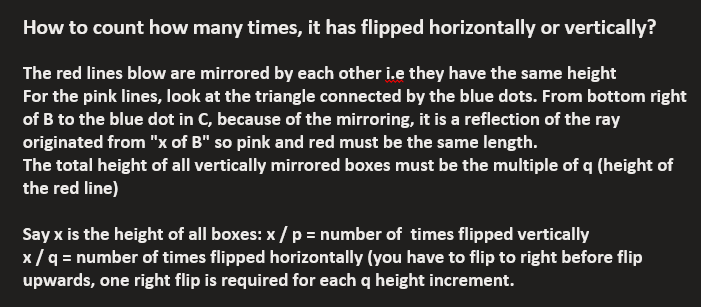 How to count how many times, it has flipped horizontally or vertically?
The red lines blow are mirrored by each other i.e they have the same height
For the pink lines, look at the triangle connected by the blue dots. From bottom right
of B to the blue dot in C, because of the mirroring, it is a reflection of the ray
originated from "x of B" so pink and red must be the same length.
The total height of all vertically mirrored boxes must be the multiple of q (height of
the red line)
Say x is the height of all boxes: x / p = number of times flipped vertically
x / q = number of times flipped horizontally (you have to flip to right before flip
upwards, one right flip is required for each q height increment.